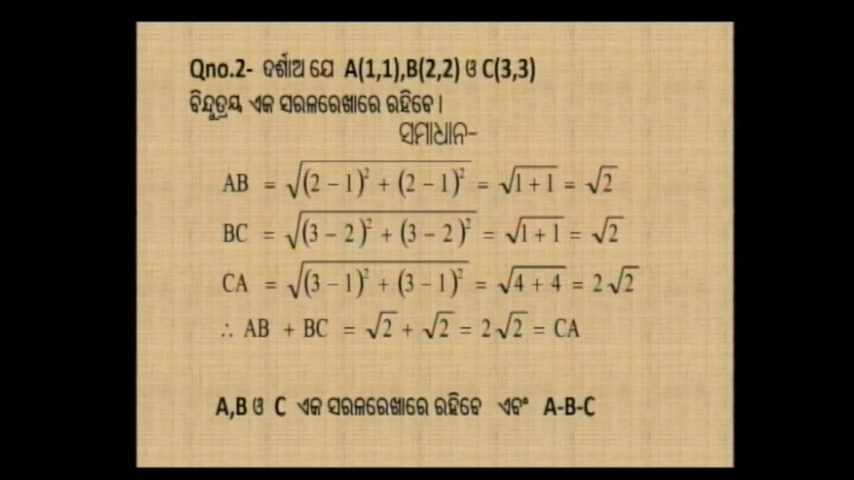 Qno.2- ଦର୍ଶାଅ ଯେ A(1,1),B(2,2) ଓ C(3,3)
ବିନ୍ଦୁତ୍ରୟ ଏକ ସରଳରେଖାରେ ରହିବେ ।
ସମାଧାନ-
AB = √(2 − 1)² + (2 − 1)² = √1 + 1 = √2
BC = √(3 − 2)² + (3 − 2)² = √1 + 1 = √2
CA = √(3 − 1)² + (3 − 1)² = √4 + 4 = 2√2
∴ AB + BC = √2 + √2 = 2√2 = CA
A,B ଓ C ଏକ ସରଳରେଖାରେ ରହିବେ ଏବଂ A-B-C